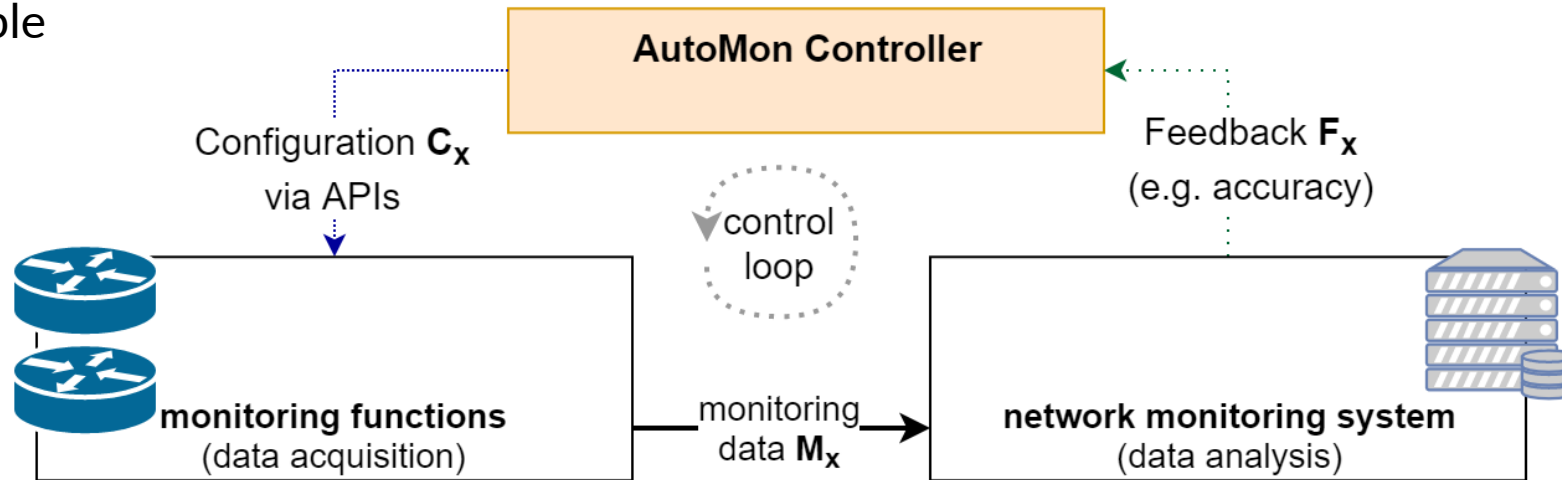 AutoMon Controller
Configuration Cx
via APIs
Feedback Fx
(e.g. accuracy)
control
loop
monitoring functions
(data acquisition)
monitoring
data Mx
network monitoring system
(data analysis)